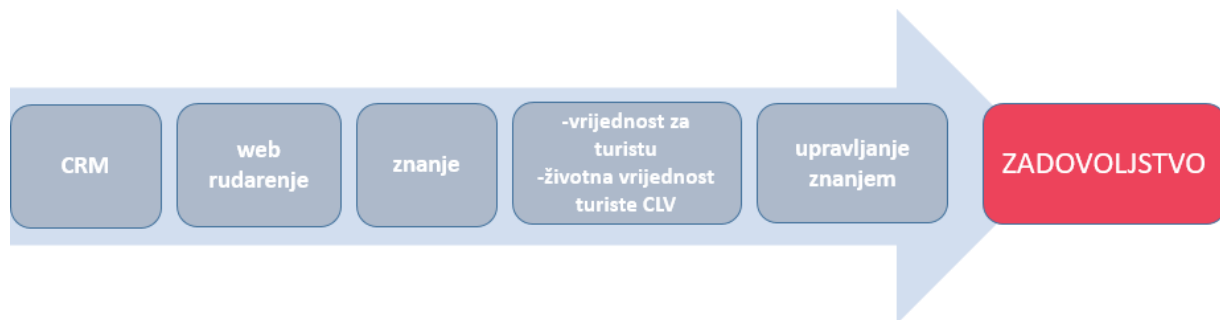 CRM
web
rudarenje
znanje
-vrijednost za
turistu
-životna vrijednost
turiste CLV
upravljanje
znanjem
ZADOVOLJSTVO